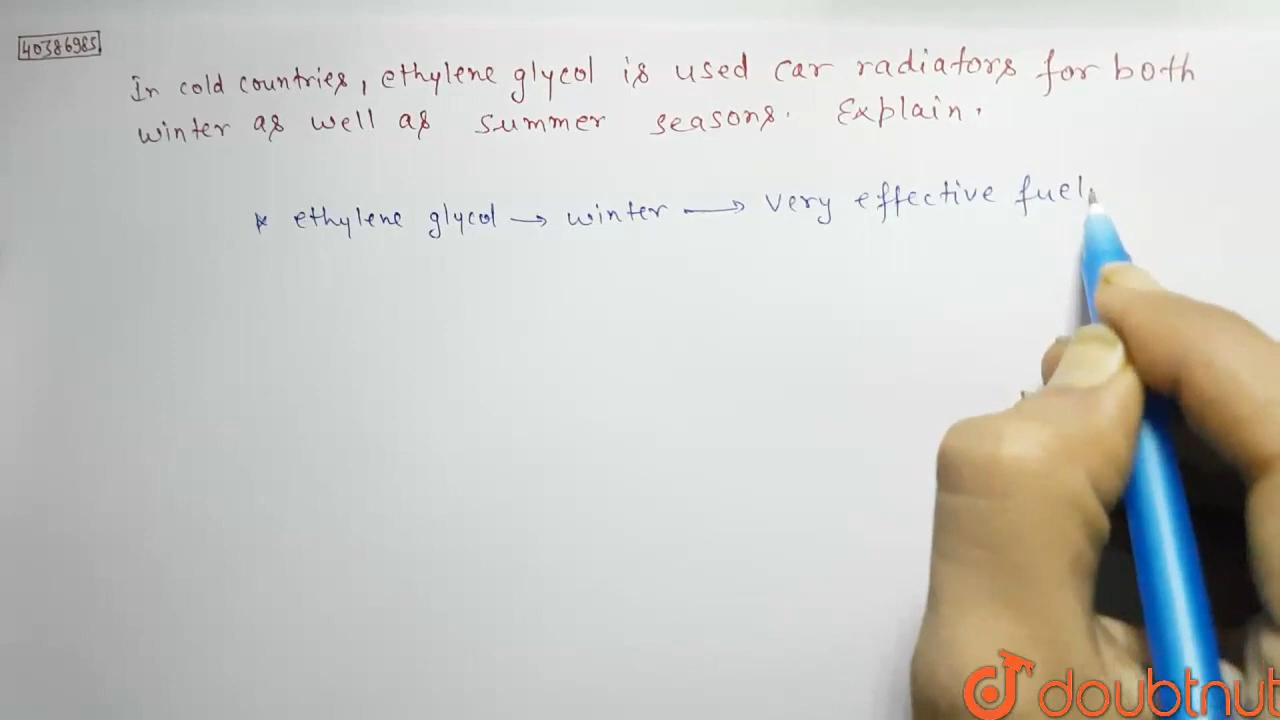 40386985
In cold countries, ethylene glycol is used car radiators for both
winter as well as summer seasons. Explain.
* ethylene glycol → winter → very effective fuel
doubtnut